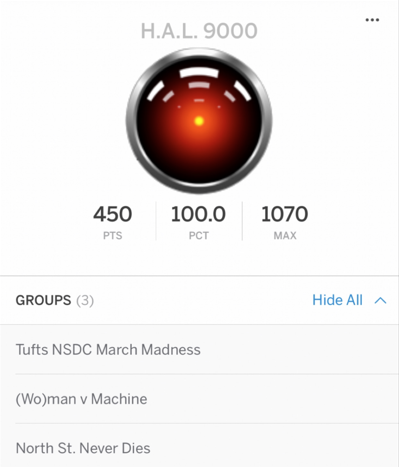 H.A.L. 9000
450 100.0 1070
PTS PCT MAX
GROUPS (3) Hide All
Tufts NSDC March Madness
(Wo)man v Machine
North St. Never Dies